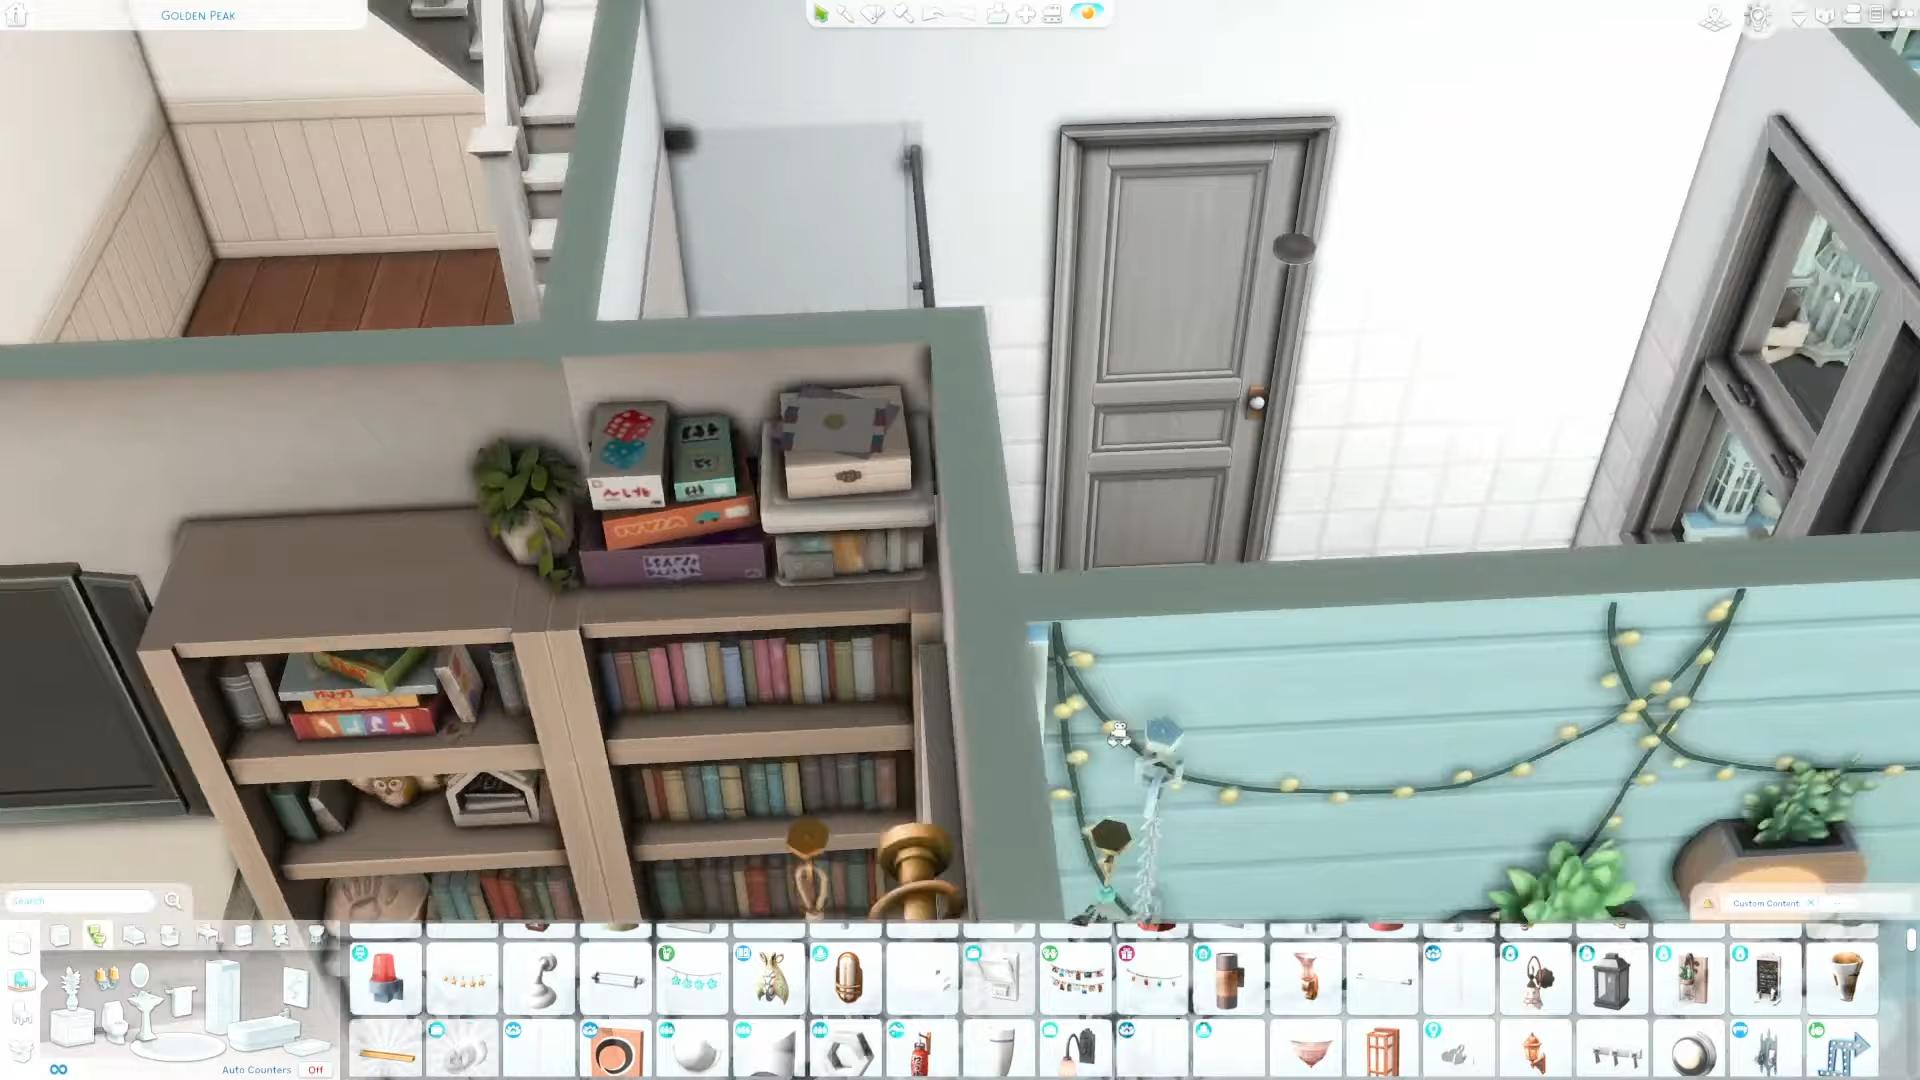 GOLDEN PEAK
Search
Custom Content
Auto Counters
Off